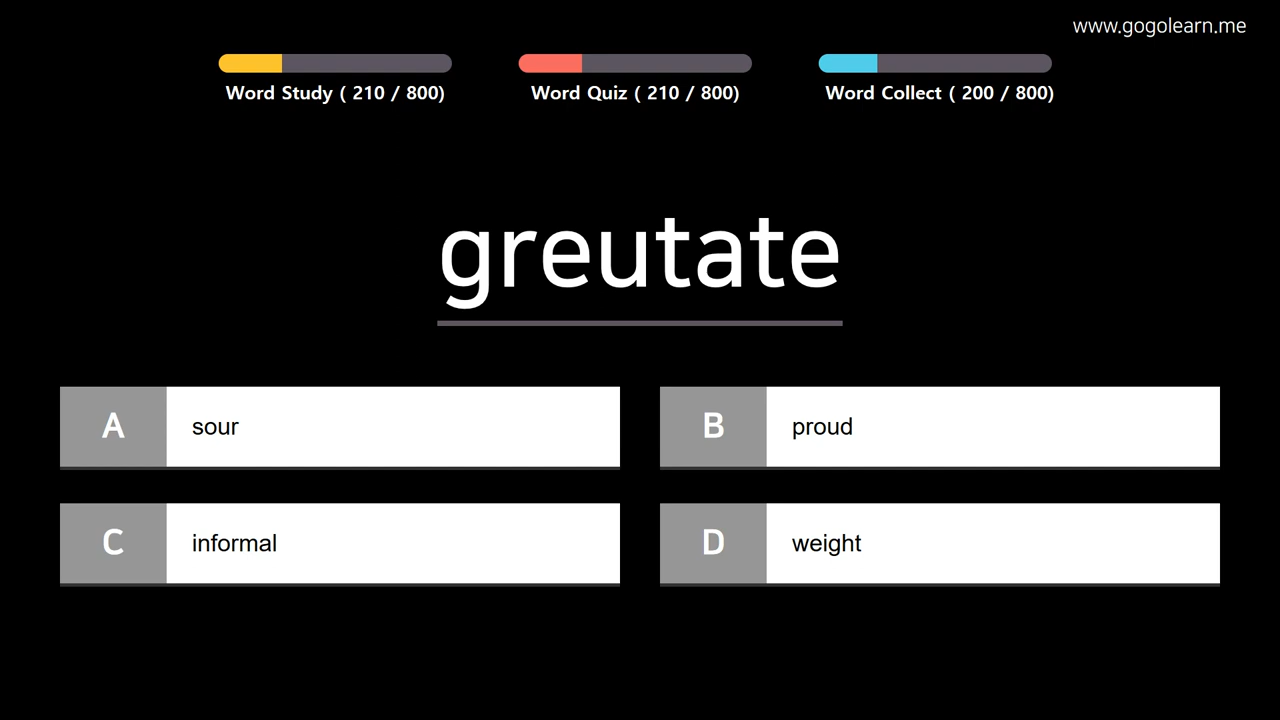 www.gogolearn.me
Word Study ( 210 / 800)
Word Quiz ( 210 / 800)
Word Collect ( 200 / 800)
greutate
A sour
B proud
C informal
D weight